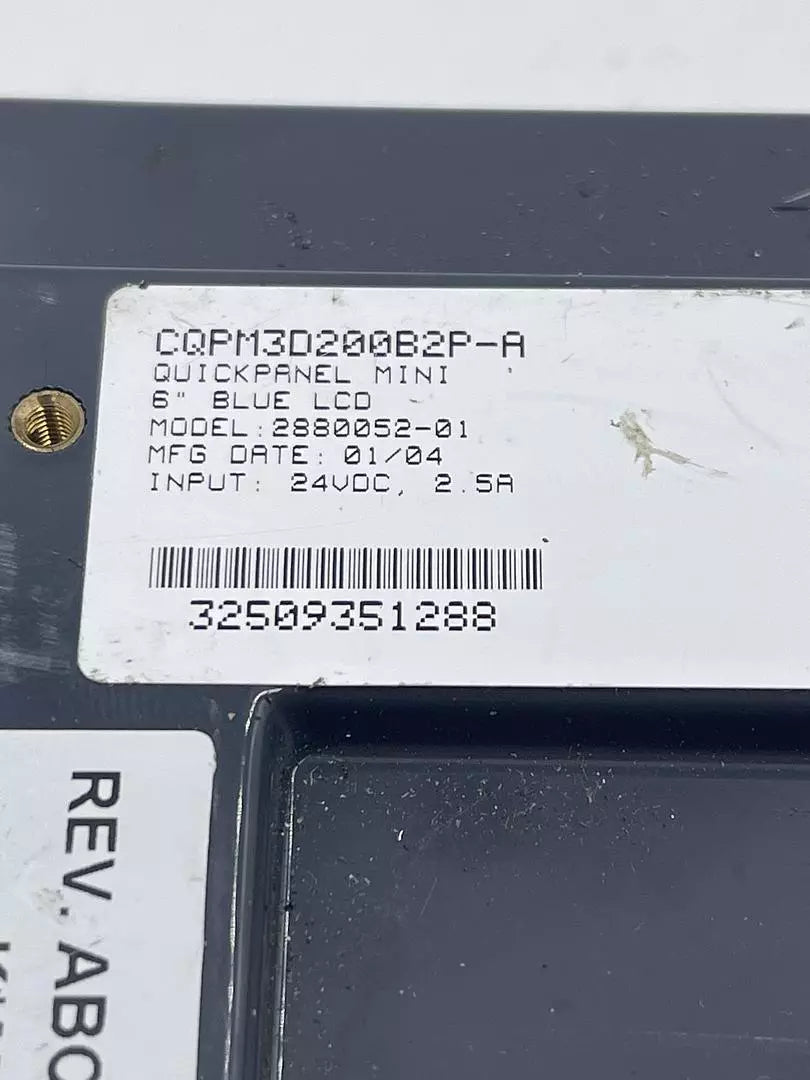 CQPM3D200B2P-A
QUICKPANEL MINI
6" BLUE LCD
MODEL:2880052-01
MFG DATE: 01/04
INPUT: 24VDC, 2.5A
32509351288
REV. ABC